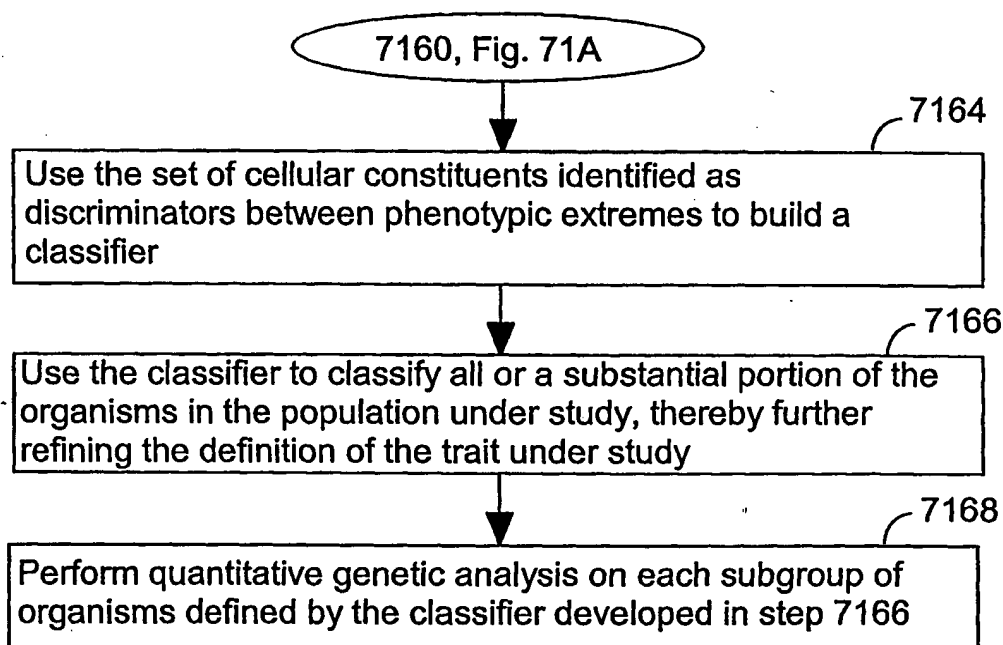 7160, Fig. 71A
7164
Use the set of cellular constituents identified as
discriminators between phenotypic extremes to build a
classifier
7166
Use the classifier to classify all or a substantial portion of the
organisms in the population under study, thereby further
refining the definition of the trait under study
7168
Perform quantitative genetic analysis on each subgroup of
organisms defined by the classifier developed in step 7166